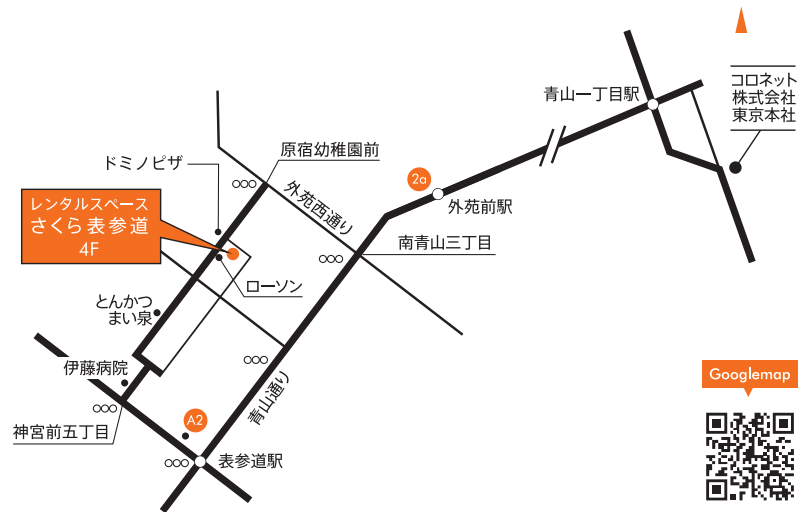 コロネット
株式会社
東京本社
青山一丁目駅
原宿幼稚園前
ドミノピザ
2a
外苑前駅
外苑西通り
レンタルスペース
さくら表参道
4F
南青山三丁目
ローソン
とんかつ
まい泉
伊藤病院
青山通り
Googlemap
A2
神宮前五丁目
表参道駅